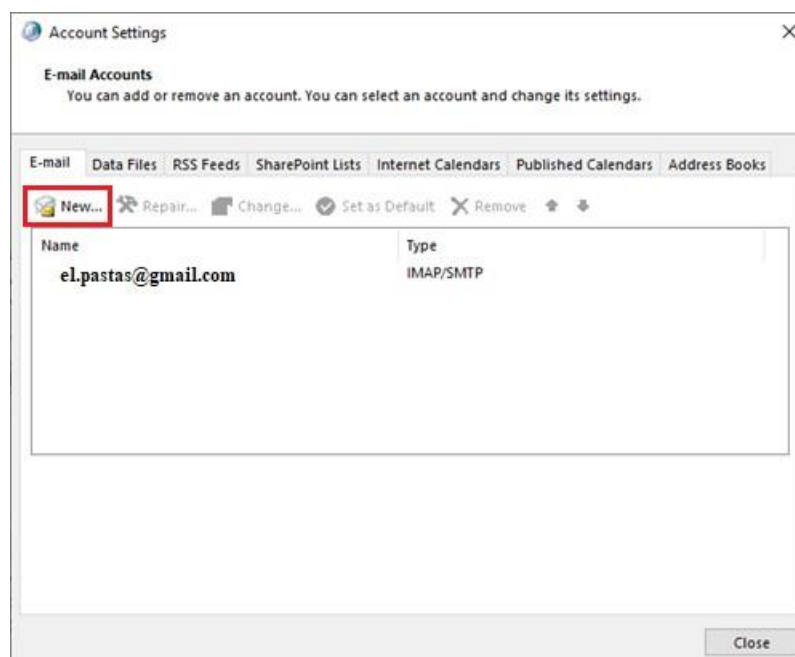 Account Settings
E-mail Accounts
You can add or remove an account. You can select an account and change its settings.
E-mail Data Files RSS Feeds SharePoint Lists Internet Calendars Published Calendars Address Books
New... Repair... Change... Set as Default Remove
Name Type
el.pastas@gmail.com IMAP/SMTP
Close